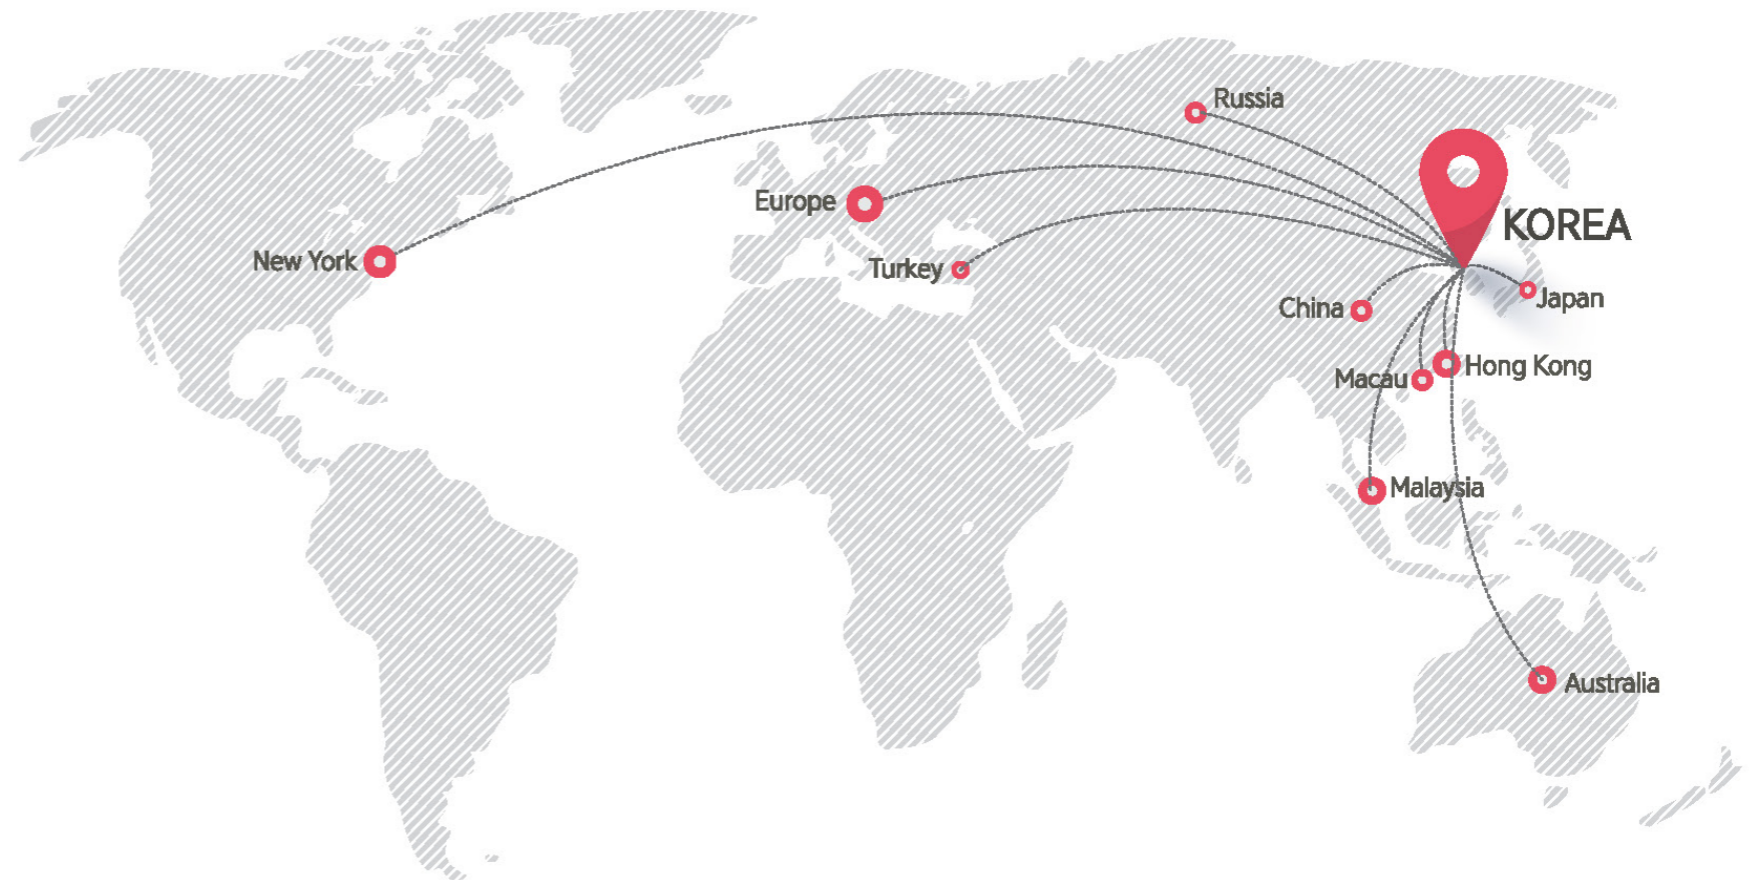 Russia
Europe
KOREA
New York
Turkey
China
Japan
Macau
Hong Kong
Malaysia
Australia